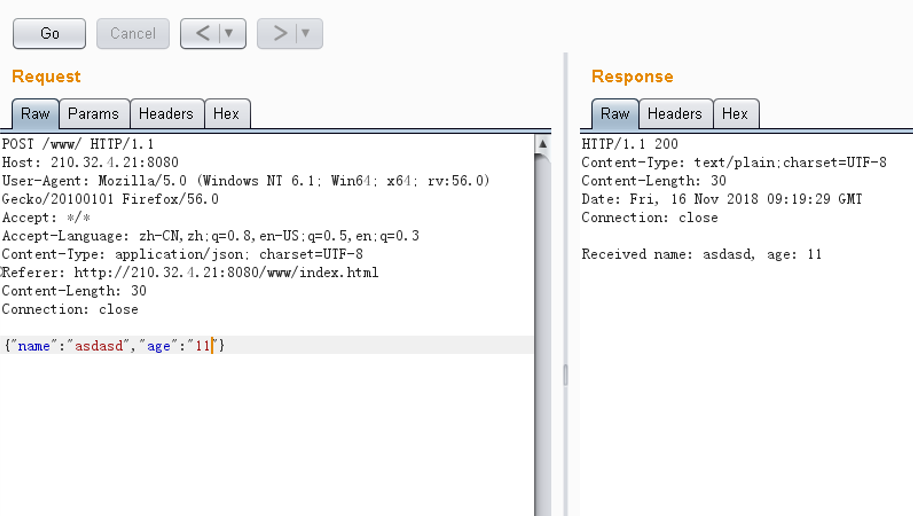 Go
Cancel
<
>
Request
Raw
Params
Headers
Hex
POST /www/ HTTP/1.1
Host: 210.32.4.21:8080
User-Agent: Mozilla/5.0 (Windows NT 6.1; Win64; x64; rv:56.0)
Gecko/20100101 Firefox/56.0
Accept: */*
Accept-Language: zh-CN,zh;q=0.8,en-US;q=0.5,en;q=0.3
Content-Type: application/json; charset=UTF-8
Referer: http://210.32.4.21:8080/www/index.html
Content-Length: 30
Connection: close
{"name":"asdasd","age":"11"}
Response
Raw
Headers
Hex
HTTP/1.1 200
Content-Type: text/plain;charset=UTF-8
Content-Length: 30
Date: Fri, 16 Nov 2018 09:19:29 GMT
Connection: close
Received name: asdasd, age: 11